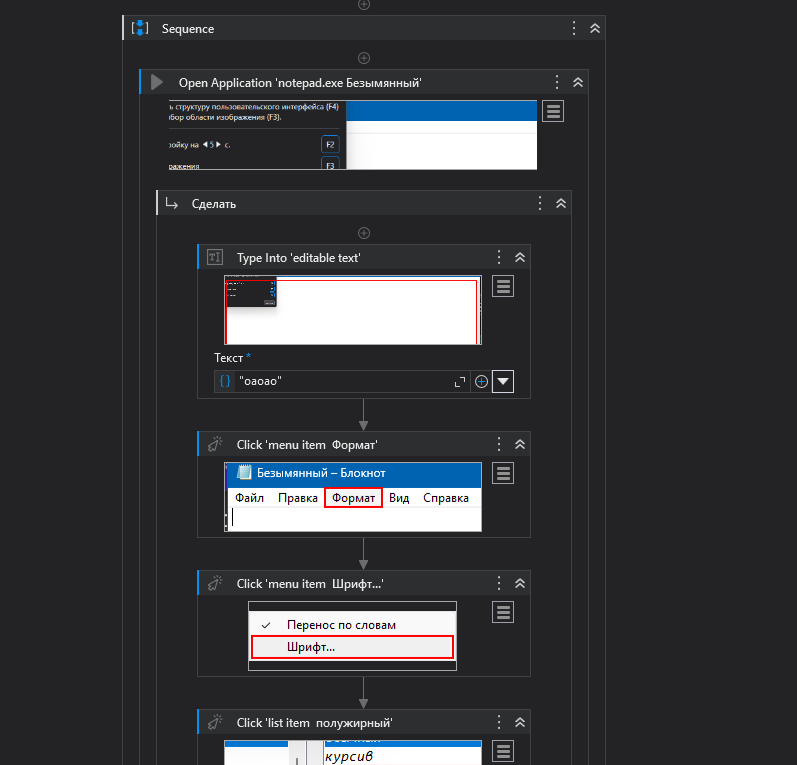 Sequence
Open Application 'notepad.exe Безымянный'
ь структуру пользовательского интерфейса (F4)
бор области изображения (F3).
ройку на 5 с.
F2
ражения
F3
Сделать
Type Into 'editable text'
Текст *
"оаоао"
Click 'menu item Формат'
Безымянный – Блокнот
Файл Правка Формат Вид Справка
Click 'menu item Шрифт...'
Перенос по словам
Шрифт...
Click 'list item полужирный'
курсив